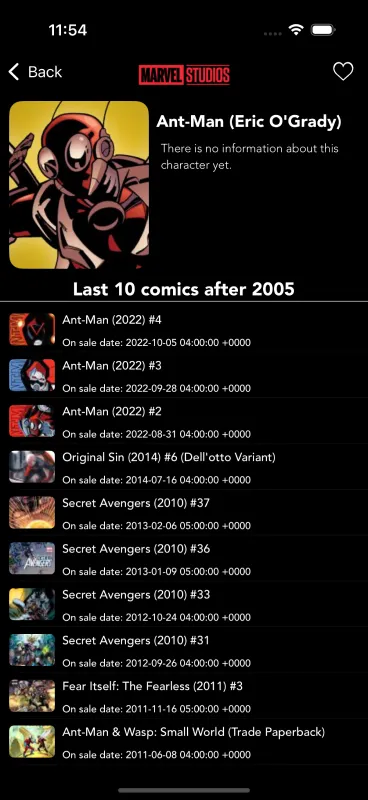 11:54
Back
MARVEL STUDIOS
Ant-Man (Eric O'Grady)
There is no information about this
character yet.
Last 10 comics after 2005
Ant-Man (2022) #4
On sale date: 2022-10-05 04:00:00 +0000
Ant-Man (2022) #3
On sale date: 2022-09-28 04:00:00 +0000
Ant-Man (2022) #2
On sale date: 2022-08-31 04:00:00 +0000
Original Sin (2014) #6 (Dell'otto Variant)
On sale date: 2014-07-16 04:00:00 +0000
Secret Avengers (2010) #37
On sale date: 2013-02-06 05:00:00 +0000
Secret Avengers (2010) #36
On sale date: 2013-01-09 05:00:00 +0000
Secret Avengers (2010) #33
On sale date: 2012-10-24 04:00:00 +0000
Secret Avengers (2010) #31
On sale date: 2012-09-26 04:00:00 +0000
Fear Itself: The Fearless (2011) #3
On sale date: 2011-11-16 05:00:00 +0000
Ant-Man & Wasp: Small World (Trade Paperback)
On sale date: 2011-06-08 04:00:00 +0000